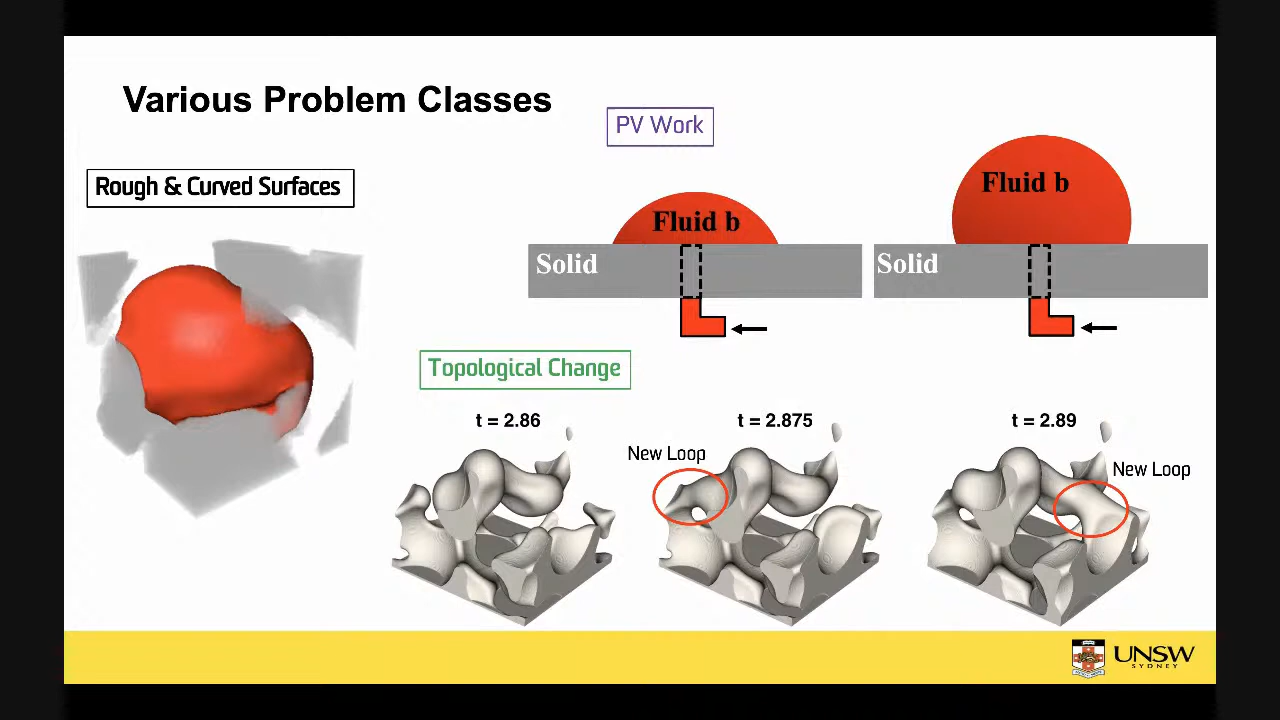 Various Problem Classes
PV Work
Rough & Curved Surfaces
Fluid b
Fluid b
Solid
Solid
Topological Change
t = 2.86
t = 2.875
t = 2.89
New Loop
New Loop
UNSW
SYDNEY